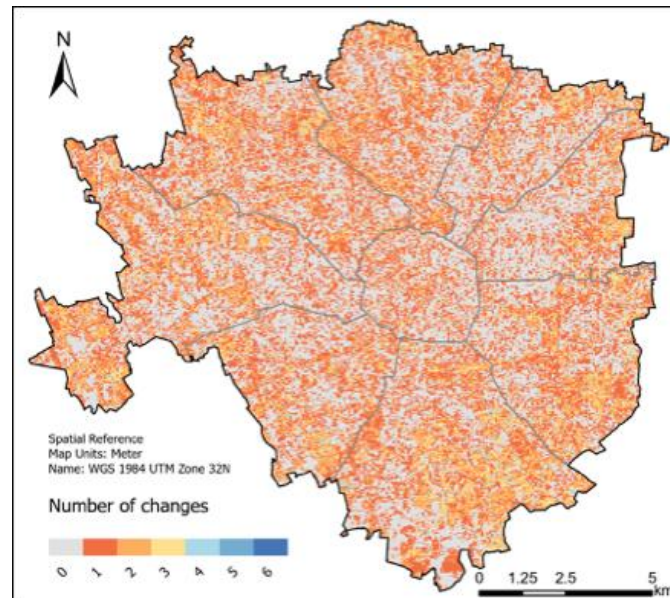 N
Spatial Reference
Map Units: Meter
Name: WGS 1984 UTM Zone 32N
Number of changes
0 1 2 3 4 5 6
0 1.25 2.5 5
km